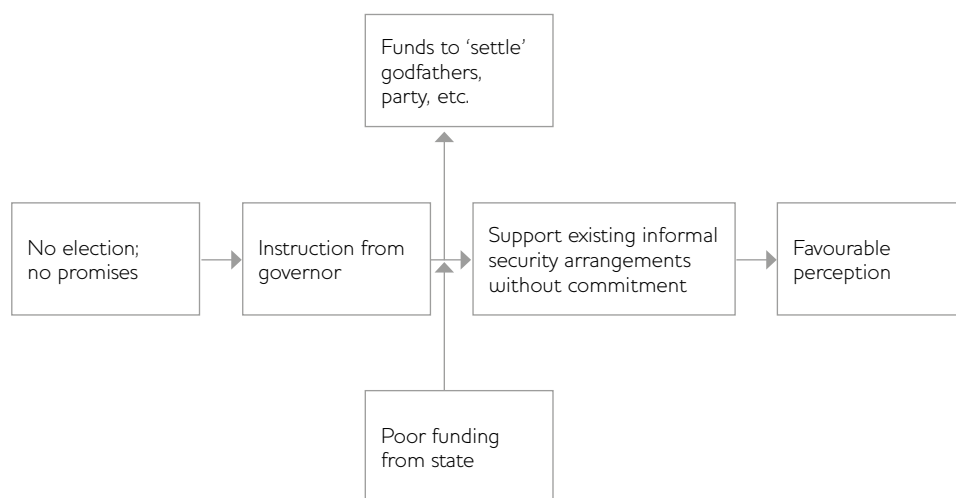 Funds to ‘settle’
godfathers,
party, etc.
No election;
no promises
Instruction from
governor
Support existing informal
security arrangements
without commitment
Favourable
perception
Poor funding
from state